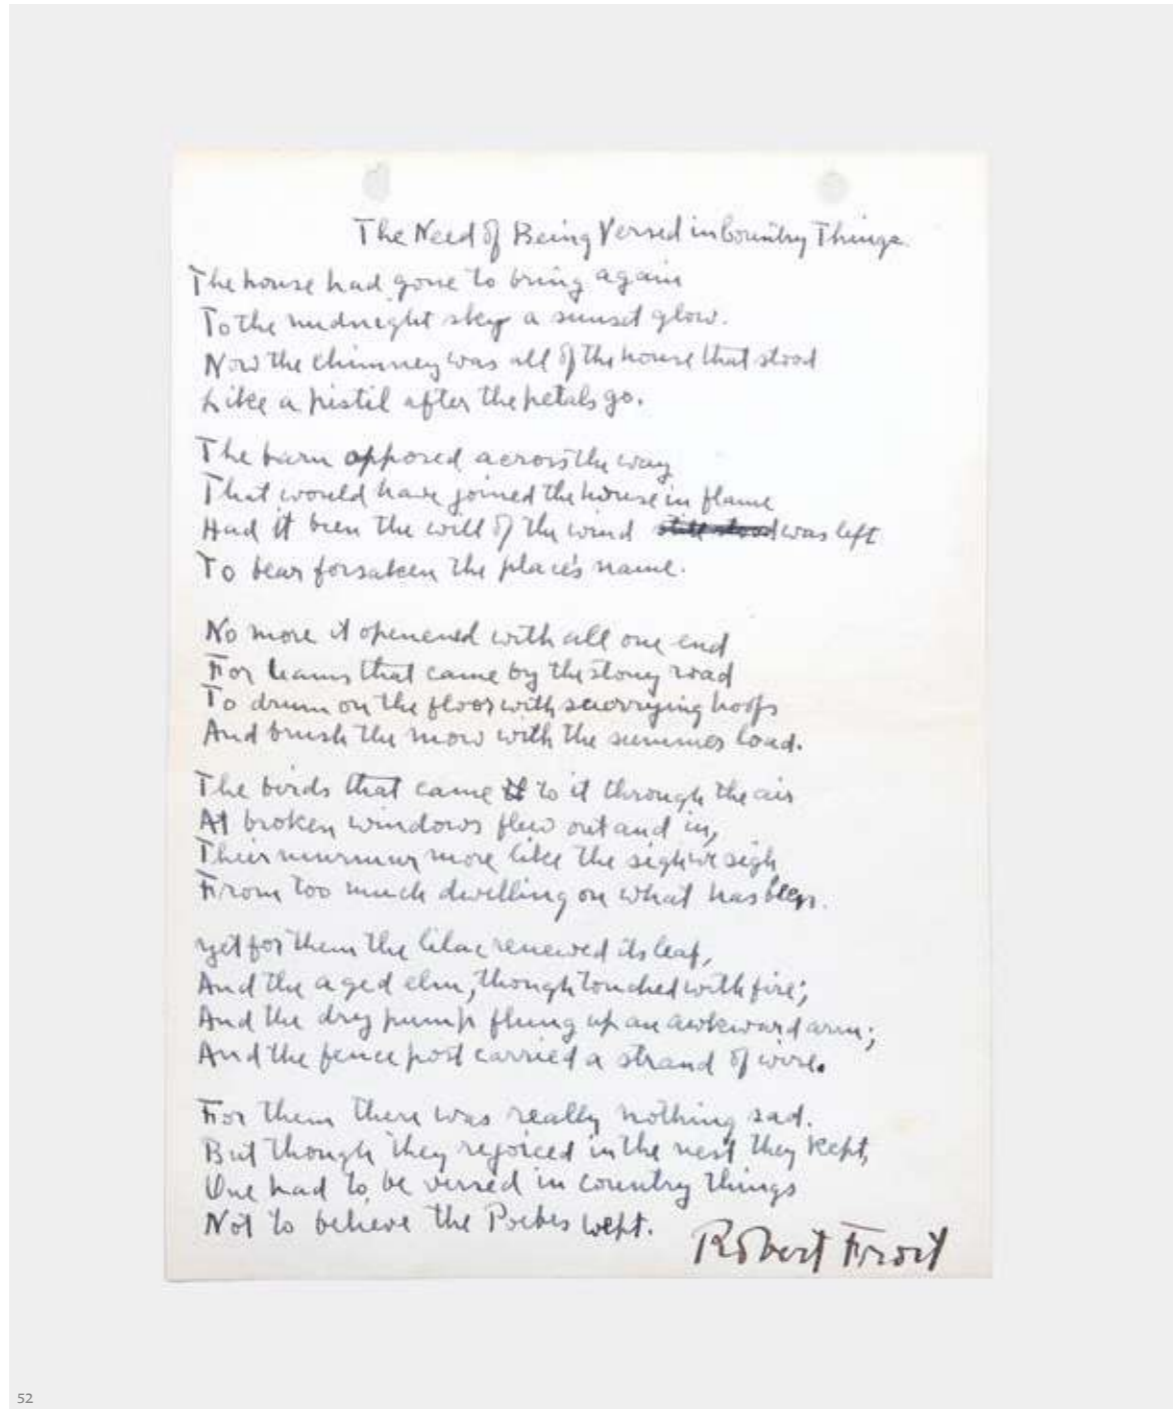 The Need of Being Versed in Country Things.
The house had gone to bring again
To the midnight sky a sunset glow.
Now the chimney was all of the house that stood
Like a pistil after the petals go.
The barn opposed across the way
That would have joined the house in flame
Had it been the will of the wind still stood was left
To bear forsaken the place's name.
No more it openened with all one end
For teams that came by the stony road
To drum on the floor with scurrying hoofs
And brush the mow with the summer load.
The birds that came to it through the air
At broken windows flew out and in,
Their murmur more like the sigh we sigh
From too much dwelling on what has been.
yet for them the lilac renewed its leaf,
And the aged elm, though touched with fire;
And the dry pump flung up an awkward arm;
And the fence post carried a strand of wire.
For them there was really nothing sad.
But though they rejoiced in the nest they kept,
One had to be versed in country things
Not to believe the Poebes wept.
Robert Frost
52